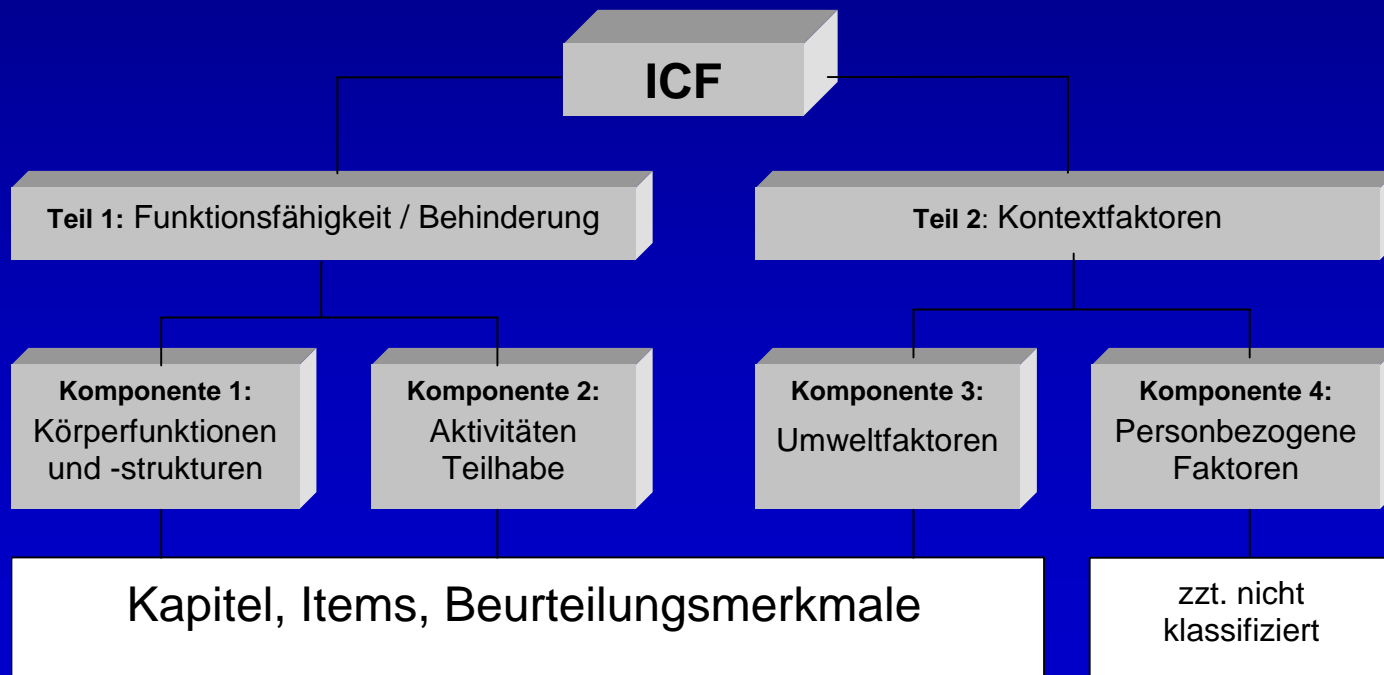 ICF
Teil 1: Funktionsfähigkeit / Behinderung
Teil 2: Kontextfaktoren
Komponente 1:
Körperfunktionen
und -strukturen
Komponente 2:
Aktivitäten
Teilhabe
Komponente 3:
Umweltfaktoren
Komponente 4:
Personbezogene
Faktoren
Kapitel, Items, Beurteilungsmerkmale
zzt. nicht
klassifiziert